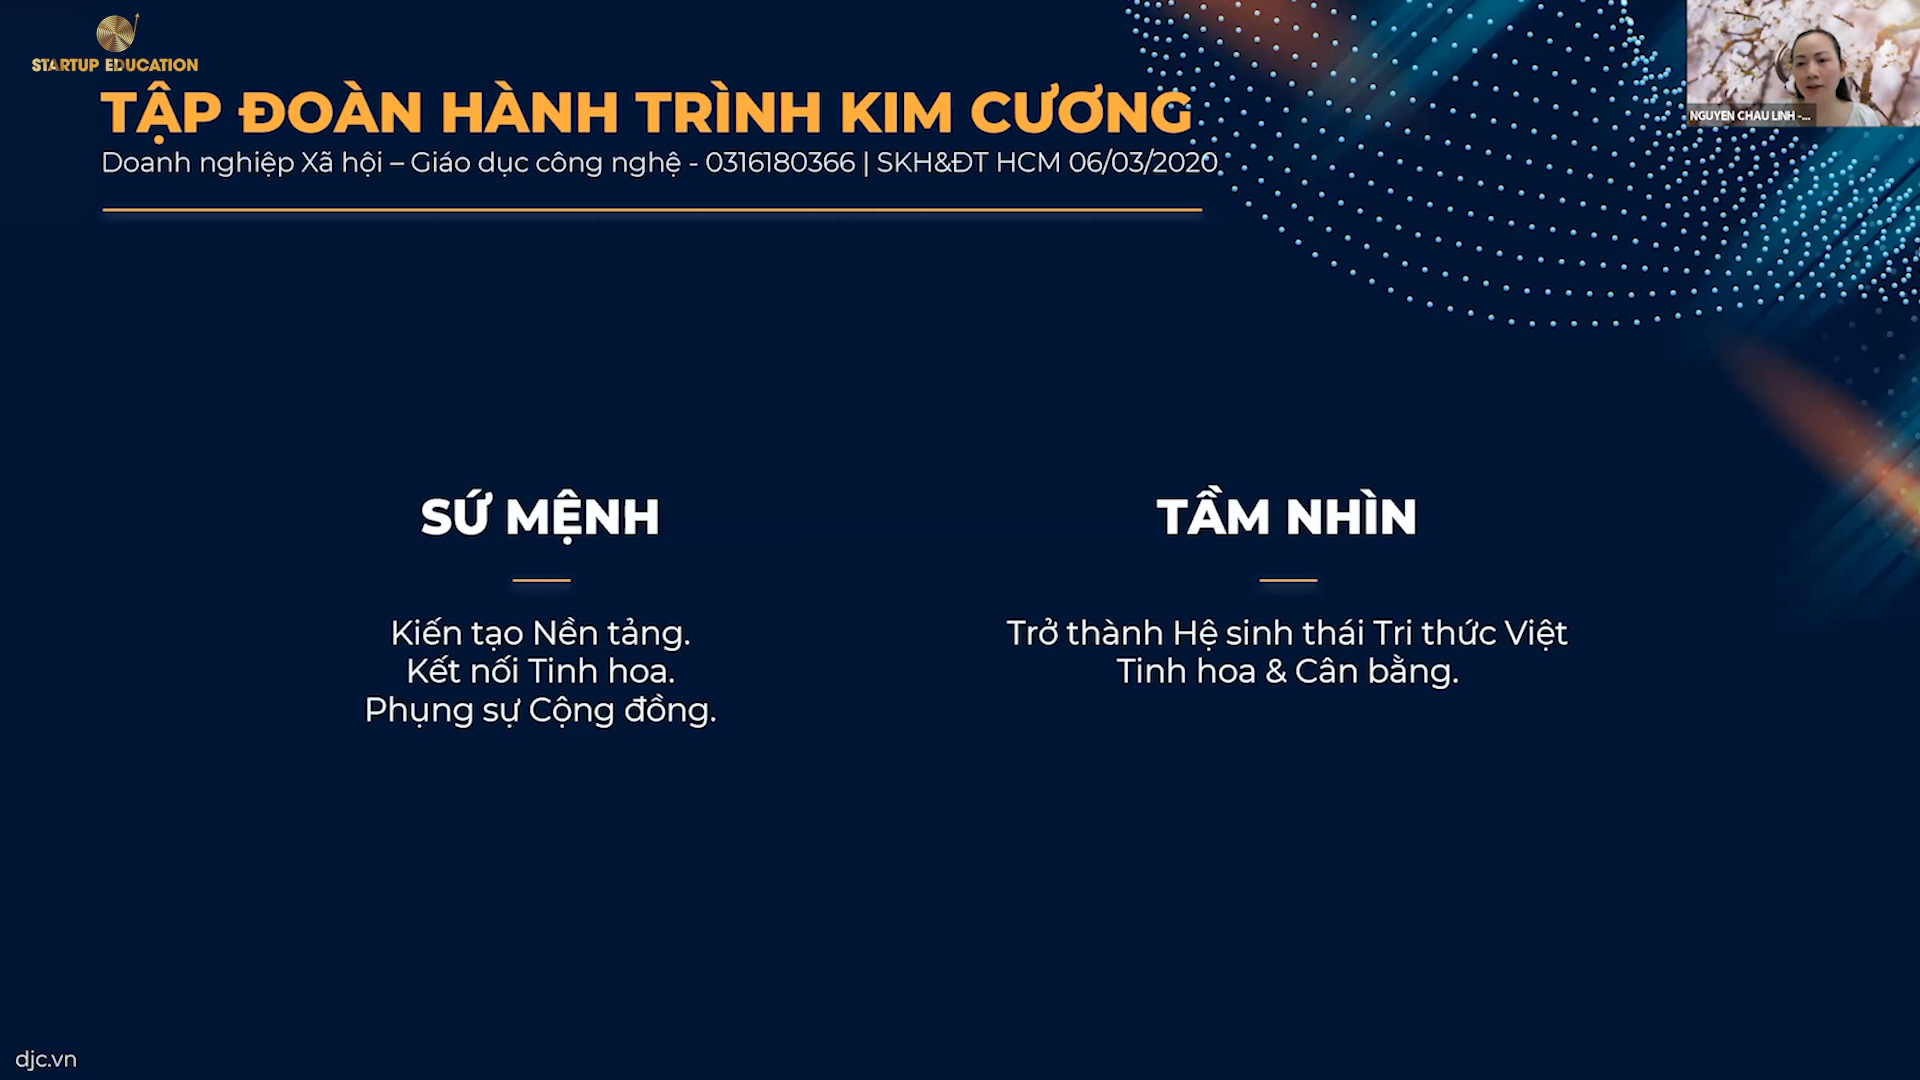 STARTUP EDUCATION
TẬP ĐOÀN HÀNH TRÌNH KIM CƯƠNG
Doanh nghiệp Xã hội – Giáo dục công nghệ - 0316180366 | SKH&ĐT HCM 06/03/2020
NGUYEN CHAU LINH -...
SỨ MỆNH
Kiến tạo Nền tảng.
Kết nối Tinh hoa.
Phụng sự Cộng đồng.
TẦM NHÌN
Trở thành Hệ sinh thái Tri thức Việt
Tinh hoa & Cân bằng.
djc.vn